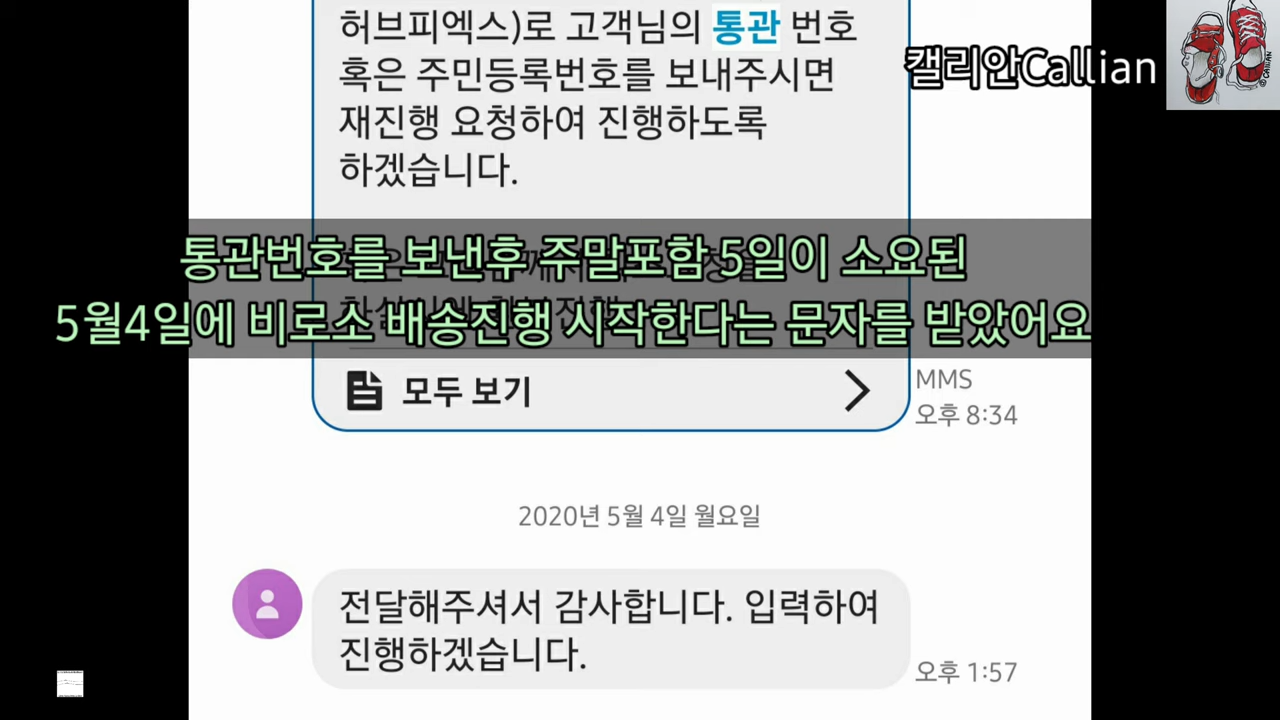 허브피엑스)로 고객님의 통관 번호
혹은 주민등록번호를 보내주시면
재진행 요청하여 진행하도록
하겠습니다.
캘리안Callian
통관번호를 보낸후 주말포함 5일이 소요된
5월4일에 비로소 배송진행 시작한다는 문자를 받았어요
모두 보기
MMS
오후 8:34
2020년 5월 4일 월요일
전달해주셔서 감사합니다. 입력하여
진행하겠습니다.
오후 1:57